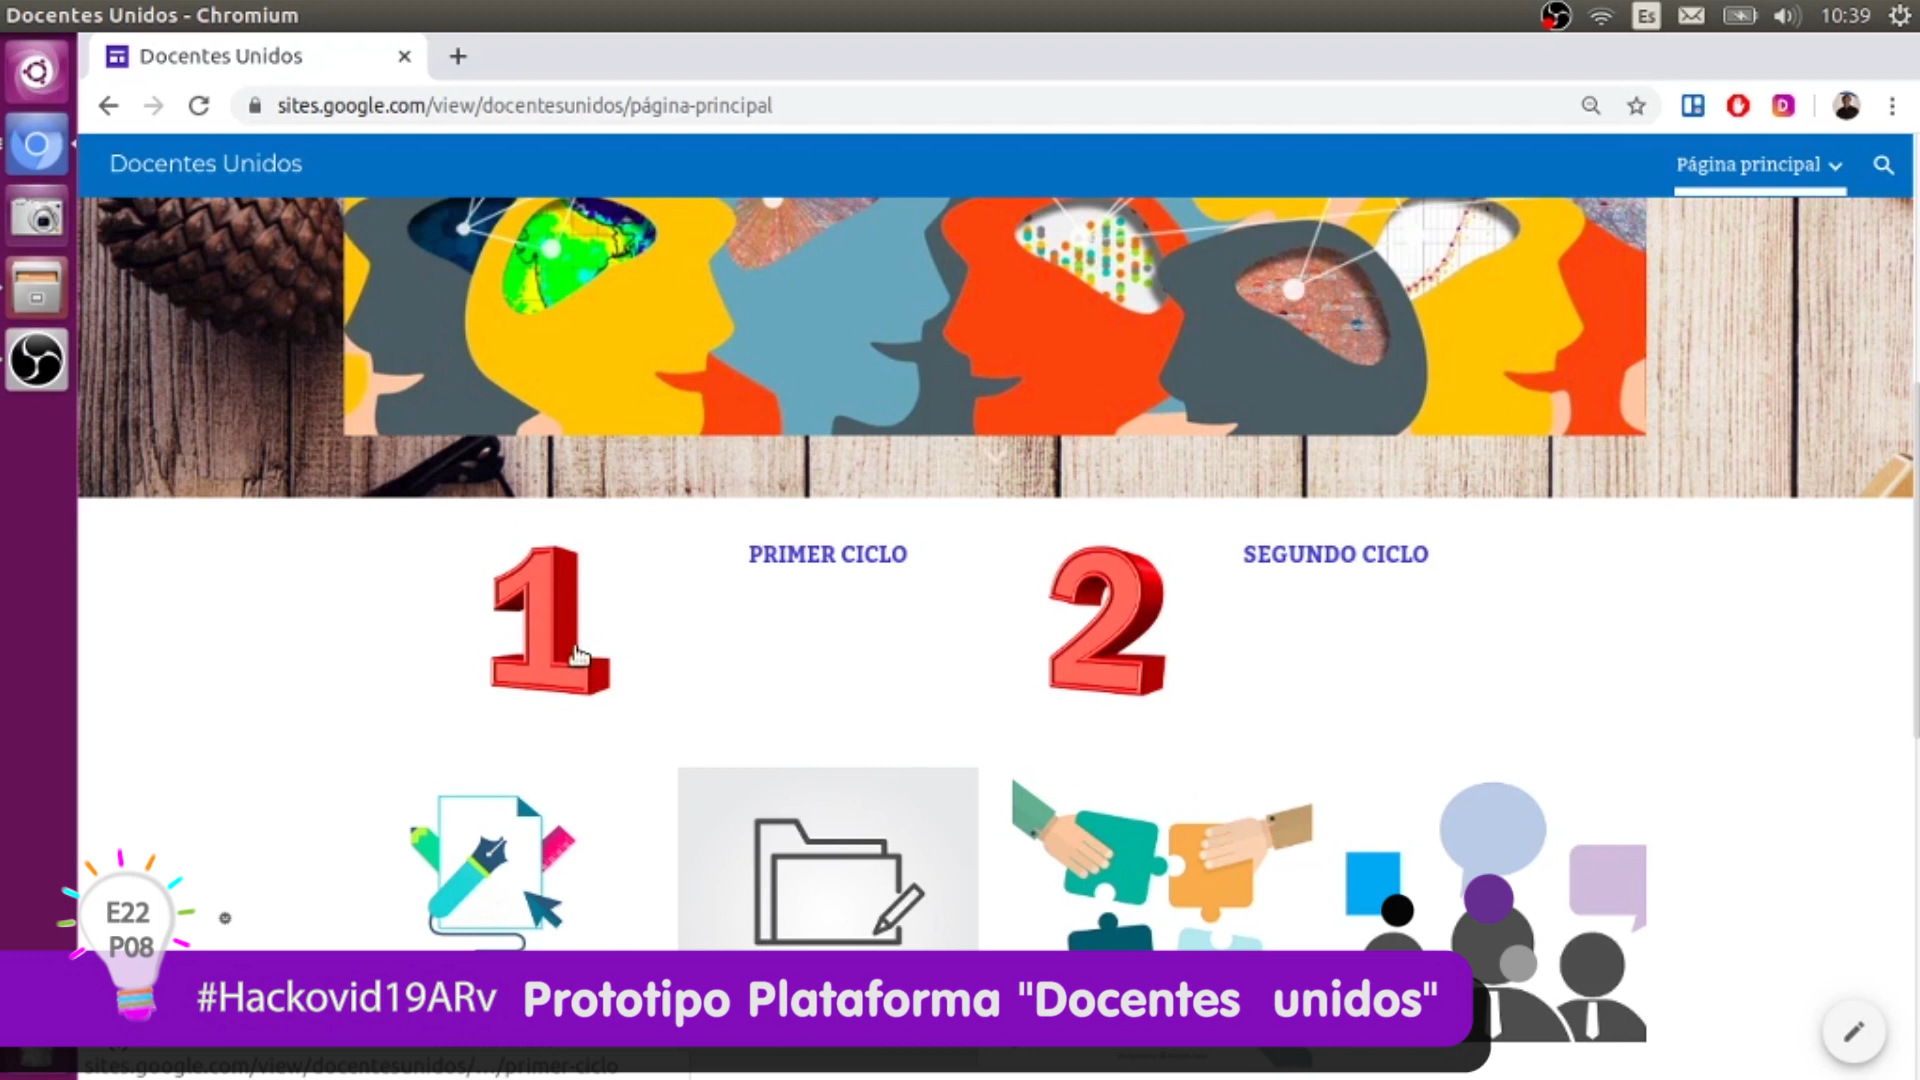 Docentes Unidos - Chromium
Es
10:39
Docentes Unidos
sites.google.com/view/docentesunidos/página-principal
D
Docentes Unidos
Página principal
1
PRIMER CICLO
2
SEGUNDO CICLO
E22
P08
#Hackovid19ARv Prototipo Plataforma "Docentes unidos"
sites.google.com/view/docentesunidos/.../primer-ciclo